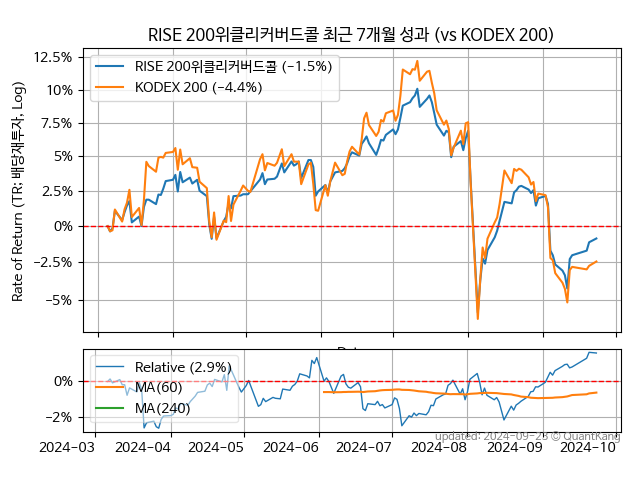 RISE 200위클리커버드콜 최근 7개월 성과 (vs KODEX 200)
Rate of Return (TR: 배당재투자, Log)
12.5%
10%
7.5%
5%
2.5%
0%
−2.5%
−5%
RISE 200위클리커버드콜 (−1.5%)
KODEX 200 (−4.4%)
0%
−2%
Relative (2.9%)
MA(60)
MA(240)
updated: 2024-09-23 © QuantKang
2024−03 2024−04 2024−05 2024−06 2024−07 2024−08 2024−09 2024−10